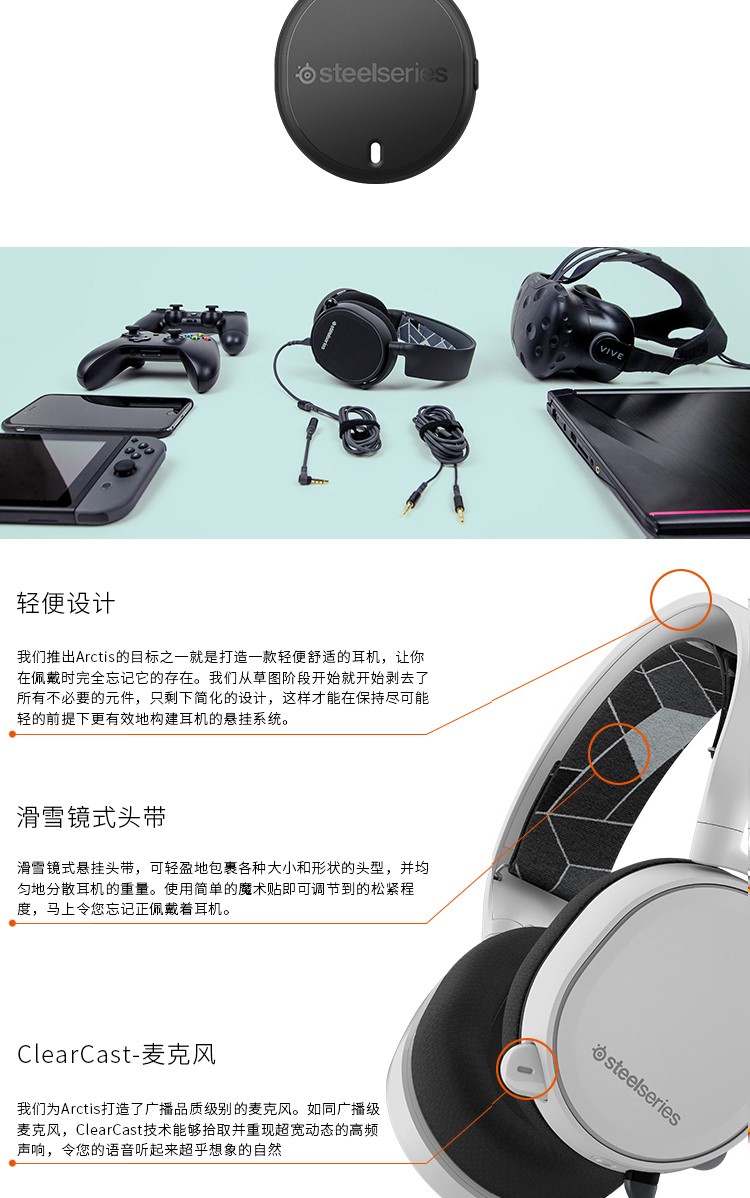 steelseries
steelseries
VIVE
轻便设计
我们推出Arctis的目标之一就是打造一款轻便舒适的耳机，让你
在佩戴时完全忘记它的存在。我们从草图阶段开始就开始剥去了
所有不必要的元件，只剩下简化的设计，这样才能在保持尽可能
轻的前提下更有效地构建耳机的悬挂系统。
滑雪镜式头带
滑雪镜式悬挂头带，可轻盈地包裹各种大小和形状的头型，并均
匀地分散耳机的重量。使用简单的魔术贴即可调节到的松紧程
度，马上令您忘记正佩戴着耳机。
ClearCast-麦克风
我们为Arctis打造了广播品质级别的麦克风。如同广播级
麦克风，ClearCast技术能够拾取并重现超宽动态的高频
声响，令您的语音听起来超乎想象的自然
steelseries